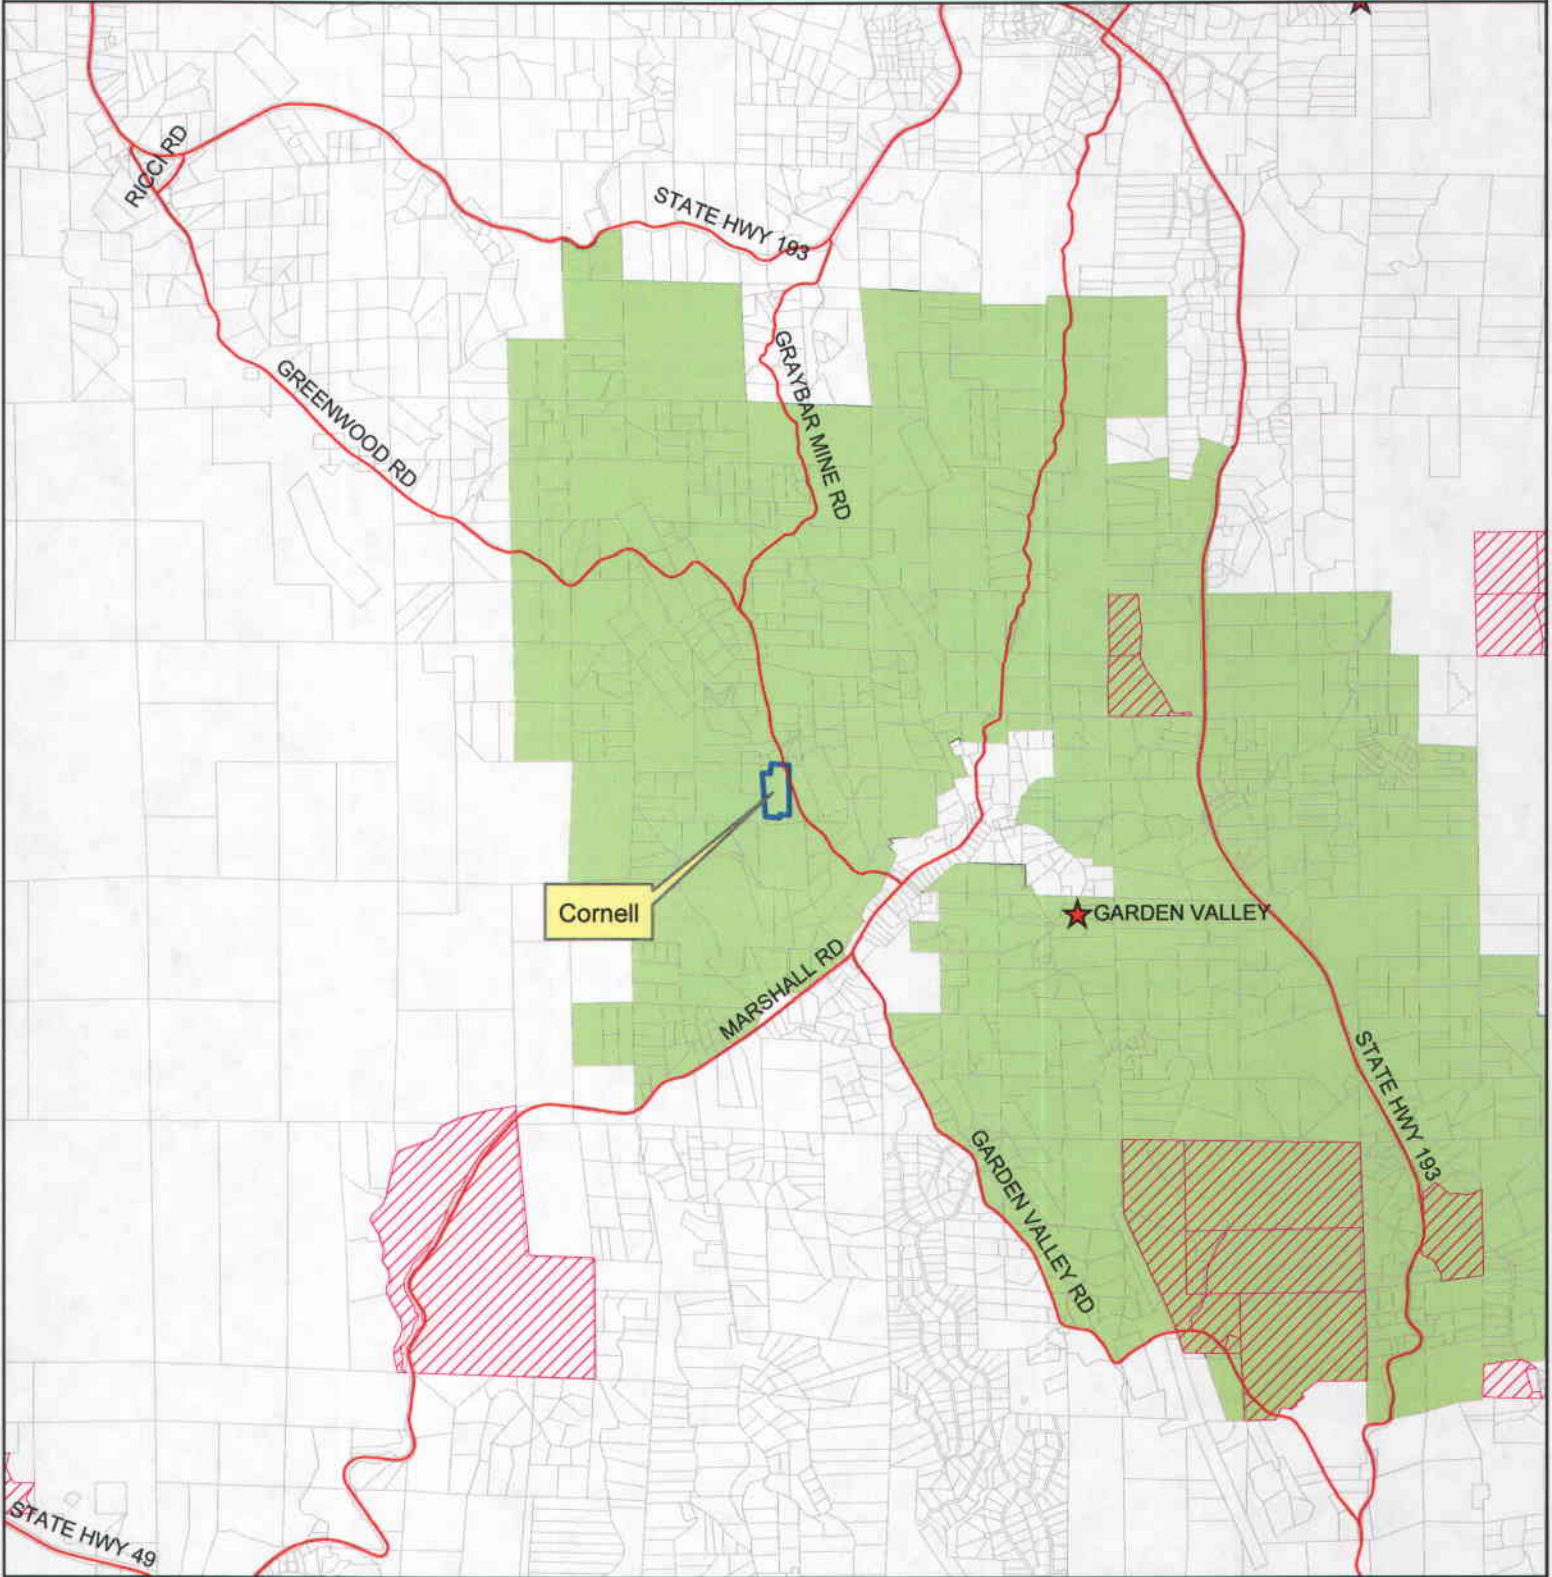 RICCI RD
STATE HWY 193
GRAYBAR MINE RD
GREENWOOD RD
Cornell
GARDEN VALLEY
MARSHALL RD
STATE HWY 193
GARDEN VALLEY RD
STATE HWY 49